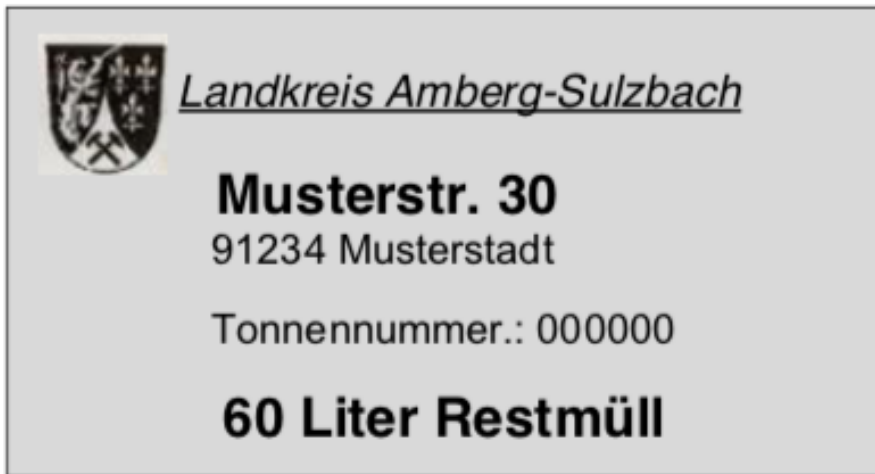 Landkreis Amberg-Sulzbach
Musterstr. 30
91234 Musterstadt
Tonnennummer.: 000000
60 Liter Restmüll